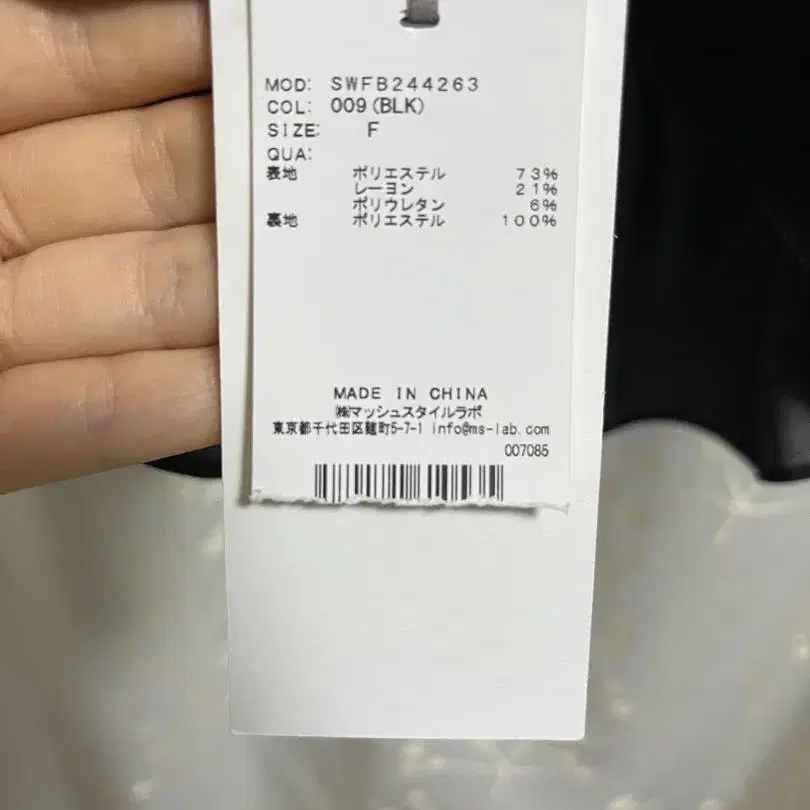 MOD: SWFB244263
COL: 009(BLK)
SIZE: F
QUA:
表地 ポリエステル 73%
レーヨン 21%
ポリウレタン 6%
裏地 ポリエステル 100%
MADE IN CHINA
㈱マッシュスタイルラボ
東京都千代田区麹町5-7-1 info@ms-lab.com
007085